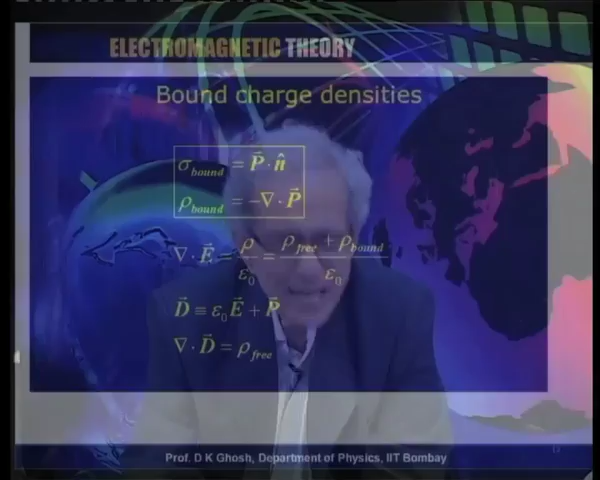 ELECTROMAGNETIC THEORY
Bound charge densities
σ_bound = P⃗ · n̂
ρ_bound = −∇ · P⃗
∇ · E⃗ = ρ/ε₀ = (ρ_free + ρ_bound)/ε₀
D⃗ ≡ ε₀E⃗ + P⃗
∇ · D⃗ = ρ_free
Prof. D K Ghosh, Department of Physics, IIT Bombay